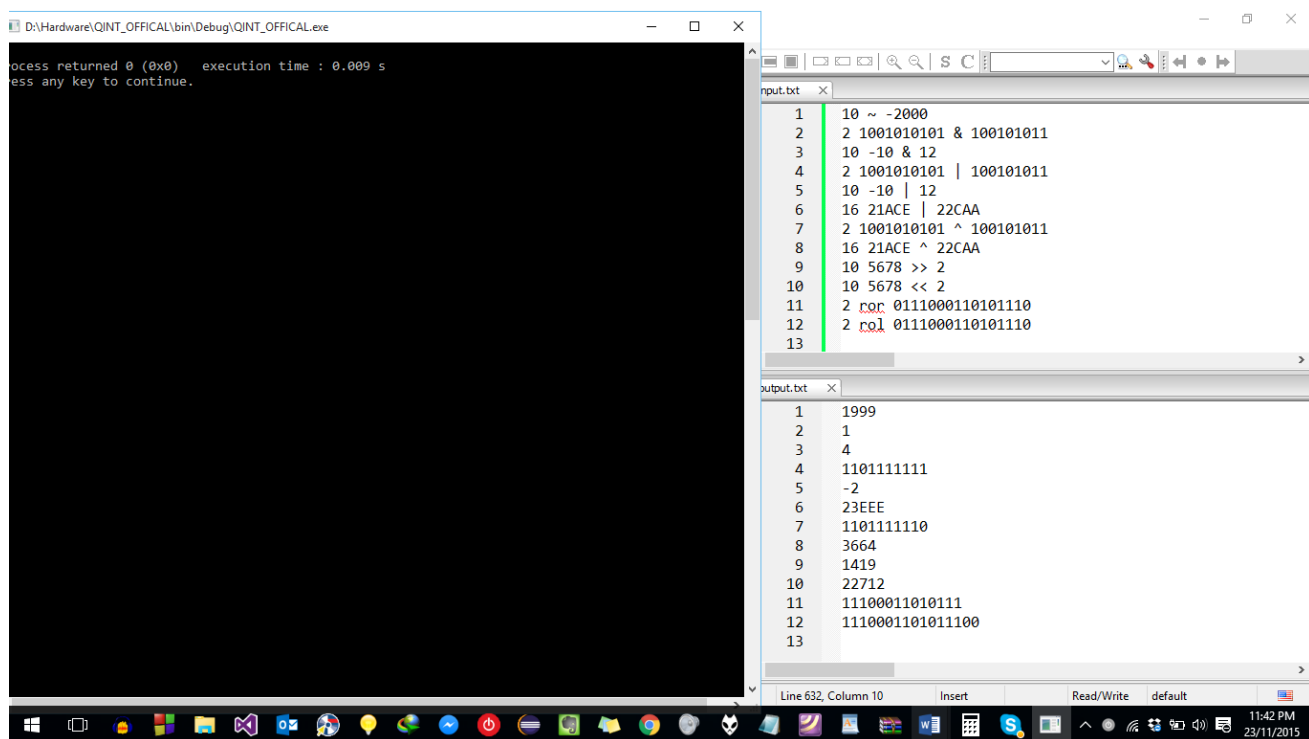 D:\Hardware\QINT_OFFICAL\bin\Debug\QINT_OFFICAL.exe
ocess returned 0 (0x0)   execution time : 0.009 s
ess any key to continue.
S C
nput.txt
1 10 ~ -2000
2 2 1001010101 & 100101011
3 10 -10 & 12
4 2 1001010101 | 100101011
5 10 -10 | 12
6 16 21ACE | 22CAA
7 2 1001010101 ^ 100101011
8 16 21ACE ^ 22CAA
9 10 5678 >> 2
10 10 5678 << 2
11 2 ror 0111000110101110
12 2 rol 0111000110101110
13
output.txt
1 1999
2 1
3 4
4 1101111111
5 -2
6 23EEE
7 1101111110
8 3664
9 1419
10 22712
11 11100011010111
12 1110001101011100
13
Line 632, Column 10 Insert Read/Write default
11:42 PM
23/11/2015